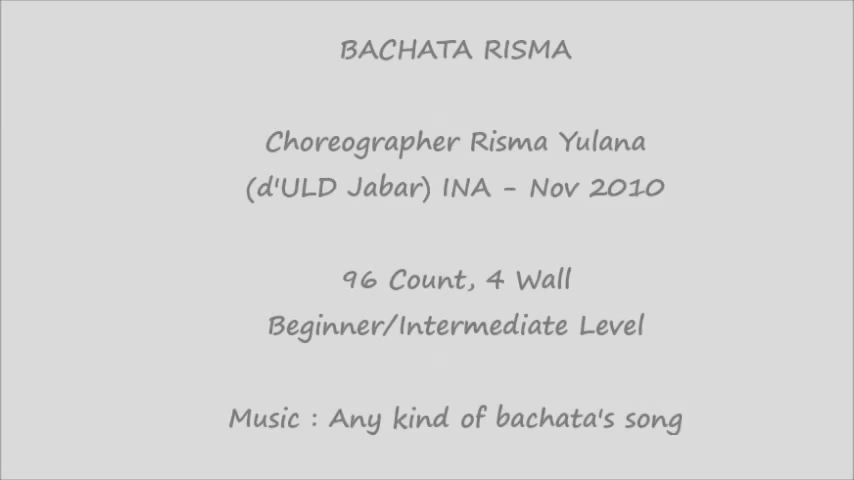 BACHATA RISMA
Choreographer Risma Yulana
(d'ULD Jabar) INA - Nov 2010
96 Count, 4 Wall
Beginner/Intermediate Level
Music : Any kind of bachata's song